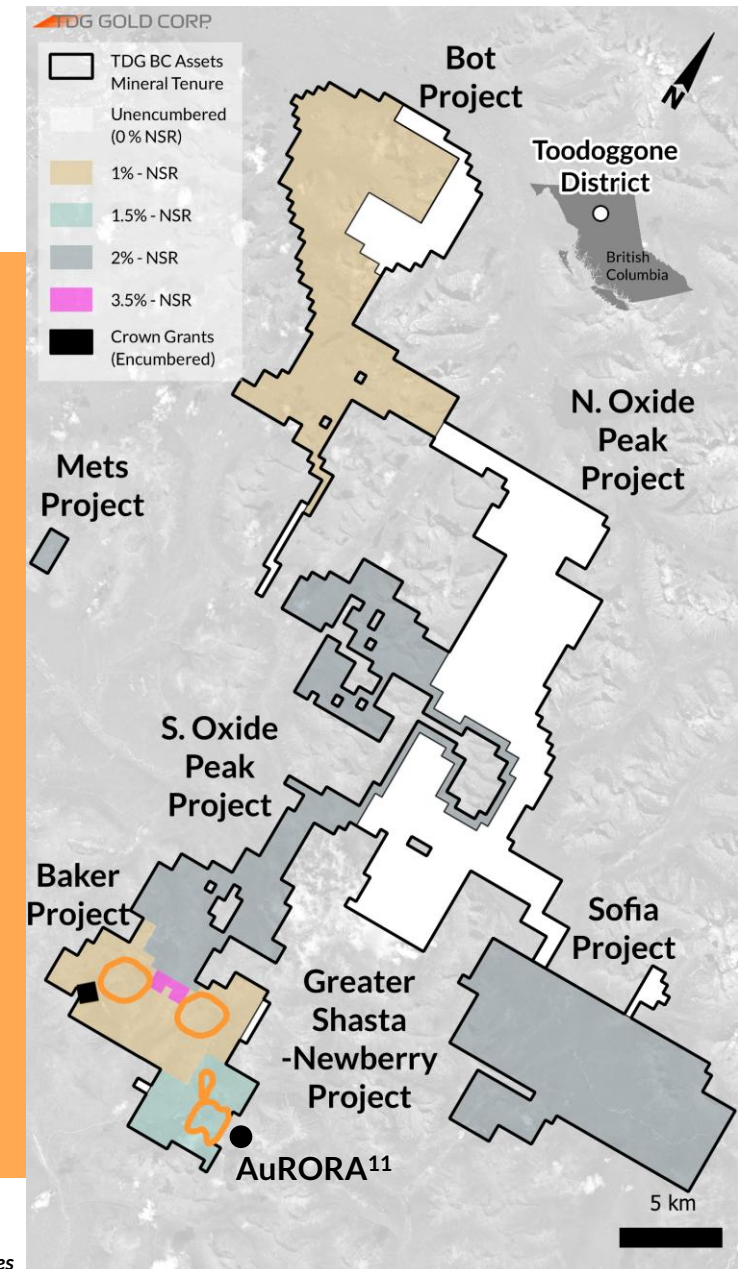 TDG GOLD CORP.
TDG BC Assets
Mineral Tenure
Unencumbered
(0 % NSR)
1% - NSR
1.5% - NSR
2% - NSR
3.5% - NSR
Crown Grants
(Encumbered)
Bot
Project
N
Toodoggone
District
British
Columbia
N. Oxide
Peak
Project
Mets
Project
S. Oxide
Peak
Project
Baker
Project
Sofia
Project
Greater
Shasta
-Newberry
Project
AuRORA¹¹
5 km
es